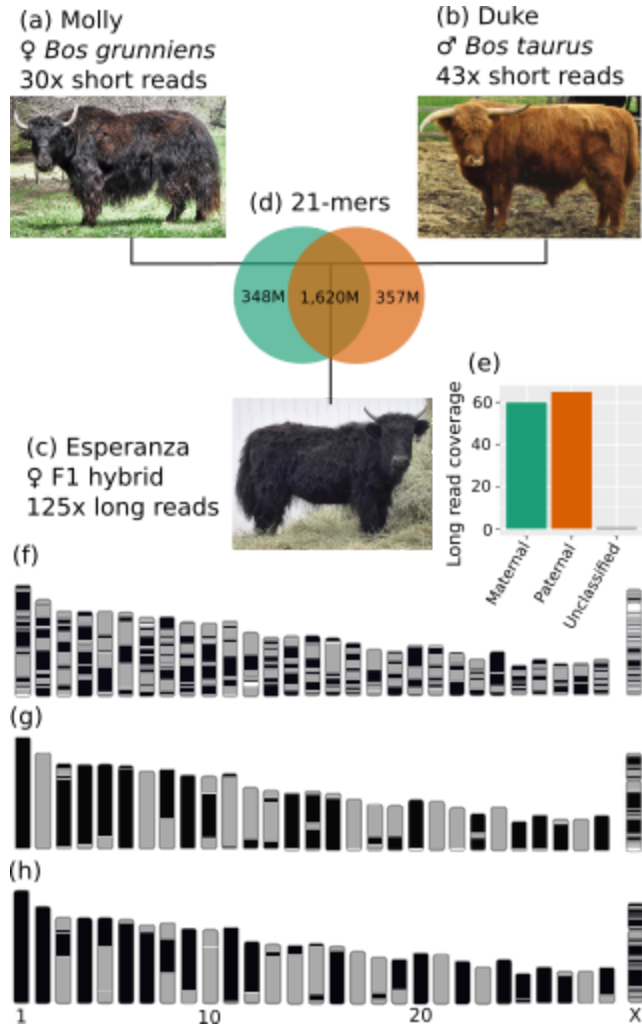 (a) Molly
♀ Bos grunniens
30x short reads
(b) Duke
♂ Bos taurus
43x short reads
(d) 21-mers
348M
1,620M
357M
(c) Esperanza
♀ F1 hybrid
125x long reads
(e)
Long read coverage
60
40
20
0
Maternal
Paternal
Unclassified
(f)
(g)
(h)
1
10
20
X